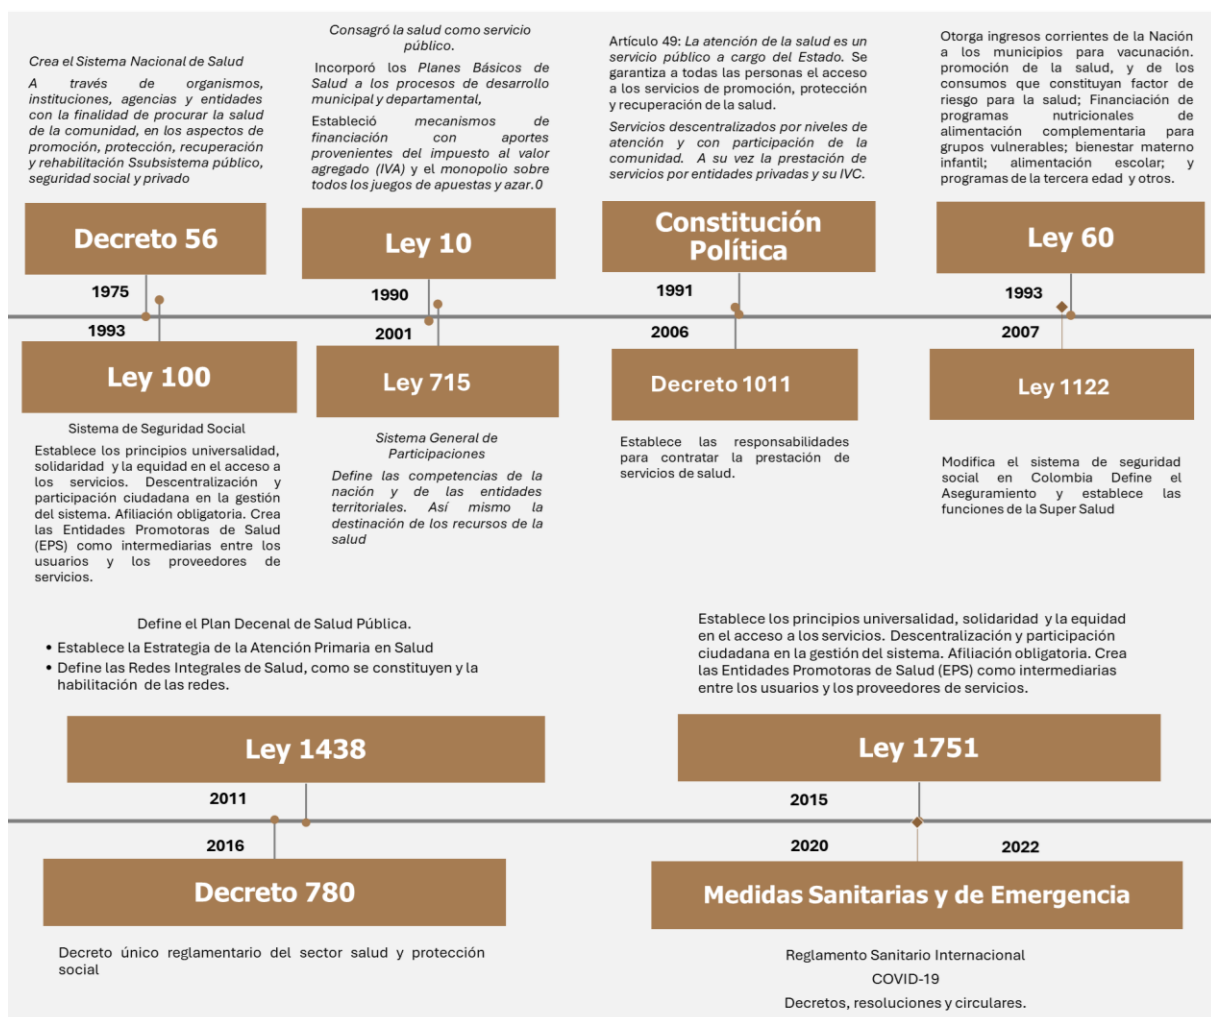 Crea el Sistema Nacional de Salud
A través de organismos,
instituciones, agencias y entidades
con la finalidad de procurar la salud
de la comunidad, en los aspectos de
promoción, protección, recuperación
y rehabilitación Ssubsistema público,
seguridad social y privado
Decreto 56
1975
Consagró la salud como servicio
público.
Incorporó los Planes Básicos de
Salud a los procesos de desarrollo
municipal y departamental,
Estableció mecanismos de
financiación con aportes
provenientes del impuesto al valor
agregado (IVA) y el monopolio sobre
todos los juegos de apuestas y azar.0
Ley 10
1990
Artículo 49: La atención de la salud es un
servicio público a cargo del Estado. Se
garantiza a todas las personas el acceso
a los servicios de promoción, protección
y recuperación de la salud.
Servicios descentralizados por niveles de
atención y con participación de la
comunidad. A su vez la prestación de
servicios por entidades privadas y su IVC.
Constitución
Política
1991
Otorga ingresos corrientes de la Nación
a los municipios para vacunación.
promoción de la salud, y de los
consumos que constituyan factor de
riesgo para la salud; Financiación de
programas nutricionales de
alimentación complementaria para
grupos vulnerables; bienestar materno
infantil; alimentación escolar; y
programas de la tercera edad y otros.
Ley 60
1993
1993
Ley 100
Sistema de Seguridad Social
Establece los principios universalidad,
solidaridad y la equidad en el acceso a
los servicios. Descentralización y
participación ciudadana en la gestión
del sistema. Afiliación obligatoria. Crea
las Entidades Promotoras de Salud
(EPS) como intermediarias entre los
usuarios y los proveedores de
servicios.
2001
Ley 715
Sistema General de
Participaciones
Define las competencias de la
nación y de las entidades
territoriales. Así mismo la
destinación de los recursos de la
salud
2006
Decreto 1011
Establece las responsabilidades
para contratar la prestación de
servicios de salud.
2007
Ley 1122
Modifica el sistema de seguridad
social en Colombia Define el
Aseguramiento y establece las
funciones de la Super Salud
Define el Plan Decenal de Salud Pública.
• Establece la Estrategia de la Atención Primaria en Salud
• Define las Redes Integrales de Salud, como se constituyen y la
habilitación de las redes.
Ley 1438
2011
Establece los principios universalidad, solidaridad y la equidad
en el acceso a los servicios. Descentralización y participación
ciudadana en la gestión del sistema. Afiliación obligatoria. Crea
las Entidades Promotoras de Salud (EPS) como intermediarias
entre los usuarios y los proveedores de servicios.
Ley 1751
2015
2016
Decreto 780
Decreto único reglamentario del sector salud y protección
social
2020
2022
Medidas Sanitarias y de Emergencia
Reglamento Sanitario Internacional
COVID-19
Decretos, resoluciones y circulares.